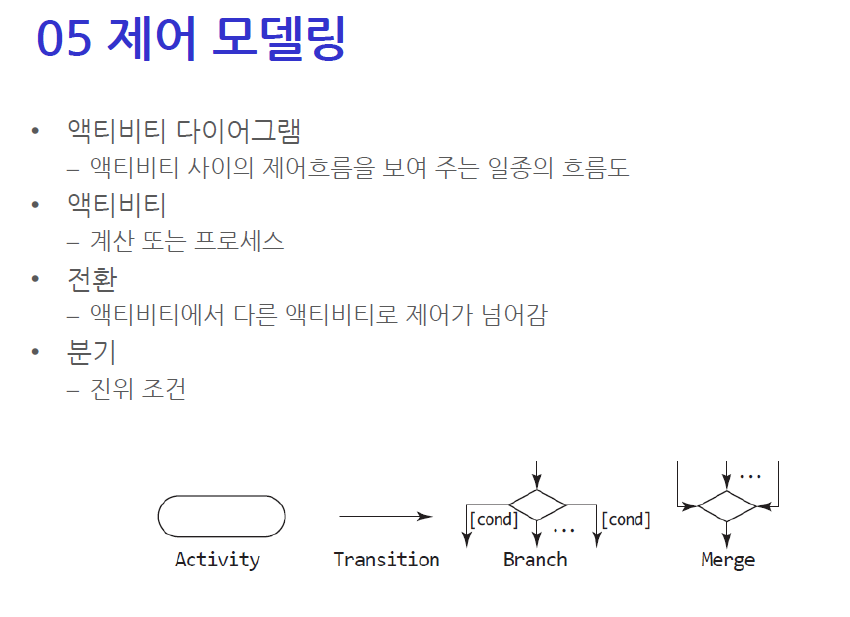 05 제어 모델링
• 액티비티 다이어그램
– 액티비티 사이의 제어흐름을 보여 주는 일종의 흐름도
• 액티비티
– 계산 또는 프로세스
• 전환
– 액티비티에서 다른 액티비티로 제어가 넘어감
• 분기
– 진위 조건
...
[cond] ... [cond]
Activity Transition Branch Merge